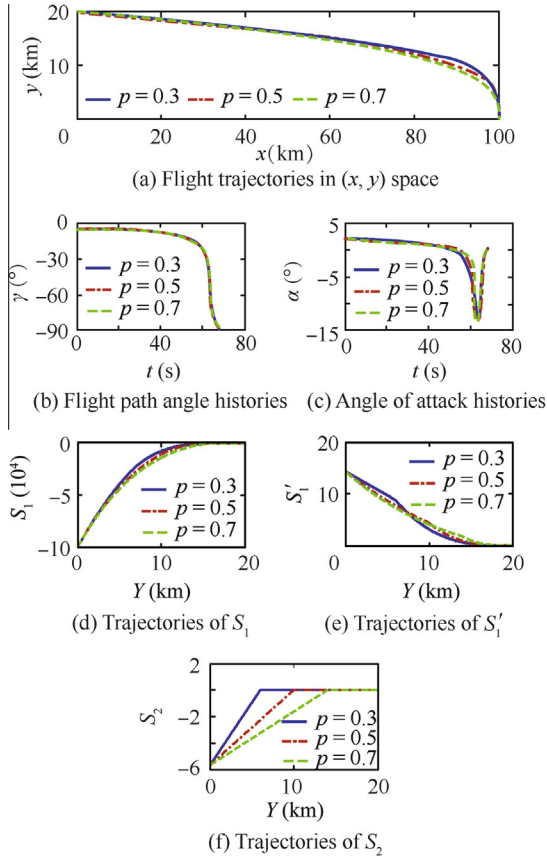 20
10
y (km)
p = 0.3 p = 0.5 p = 0.7
0 20 40 60 80 100
x (km)
(a) Flight trajectories in (x, y) space
0
−30
−60
−90
γ (°)
p = 0.3
p = 0.5
p = 0.7
0 20 40 60 80
t (s)
(b) Flight path angle histories
5
−5
−15
α (°)
p = 0.3
p = 0.5
p = 0.7
0 40 80
t (s)
(c) Angle of attack histories
0
−5
−10
S₁ (10⁴)
p = 0.3
p = 0.5
p = 0.7
0 10 20
Y (km)
(d) Trajectories of S₁
20
10
0
S₁′
p = 0.3
p = 0.5
p = 0.7
0 10 20
Y (km)
(e) Trajectories of S₁′
2
−2
−6
S₂
p = 0.3
p = 0.5
p = 0.7
0 10 20
Y (km)
(f) Trajectories of S₂